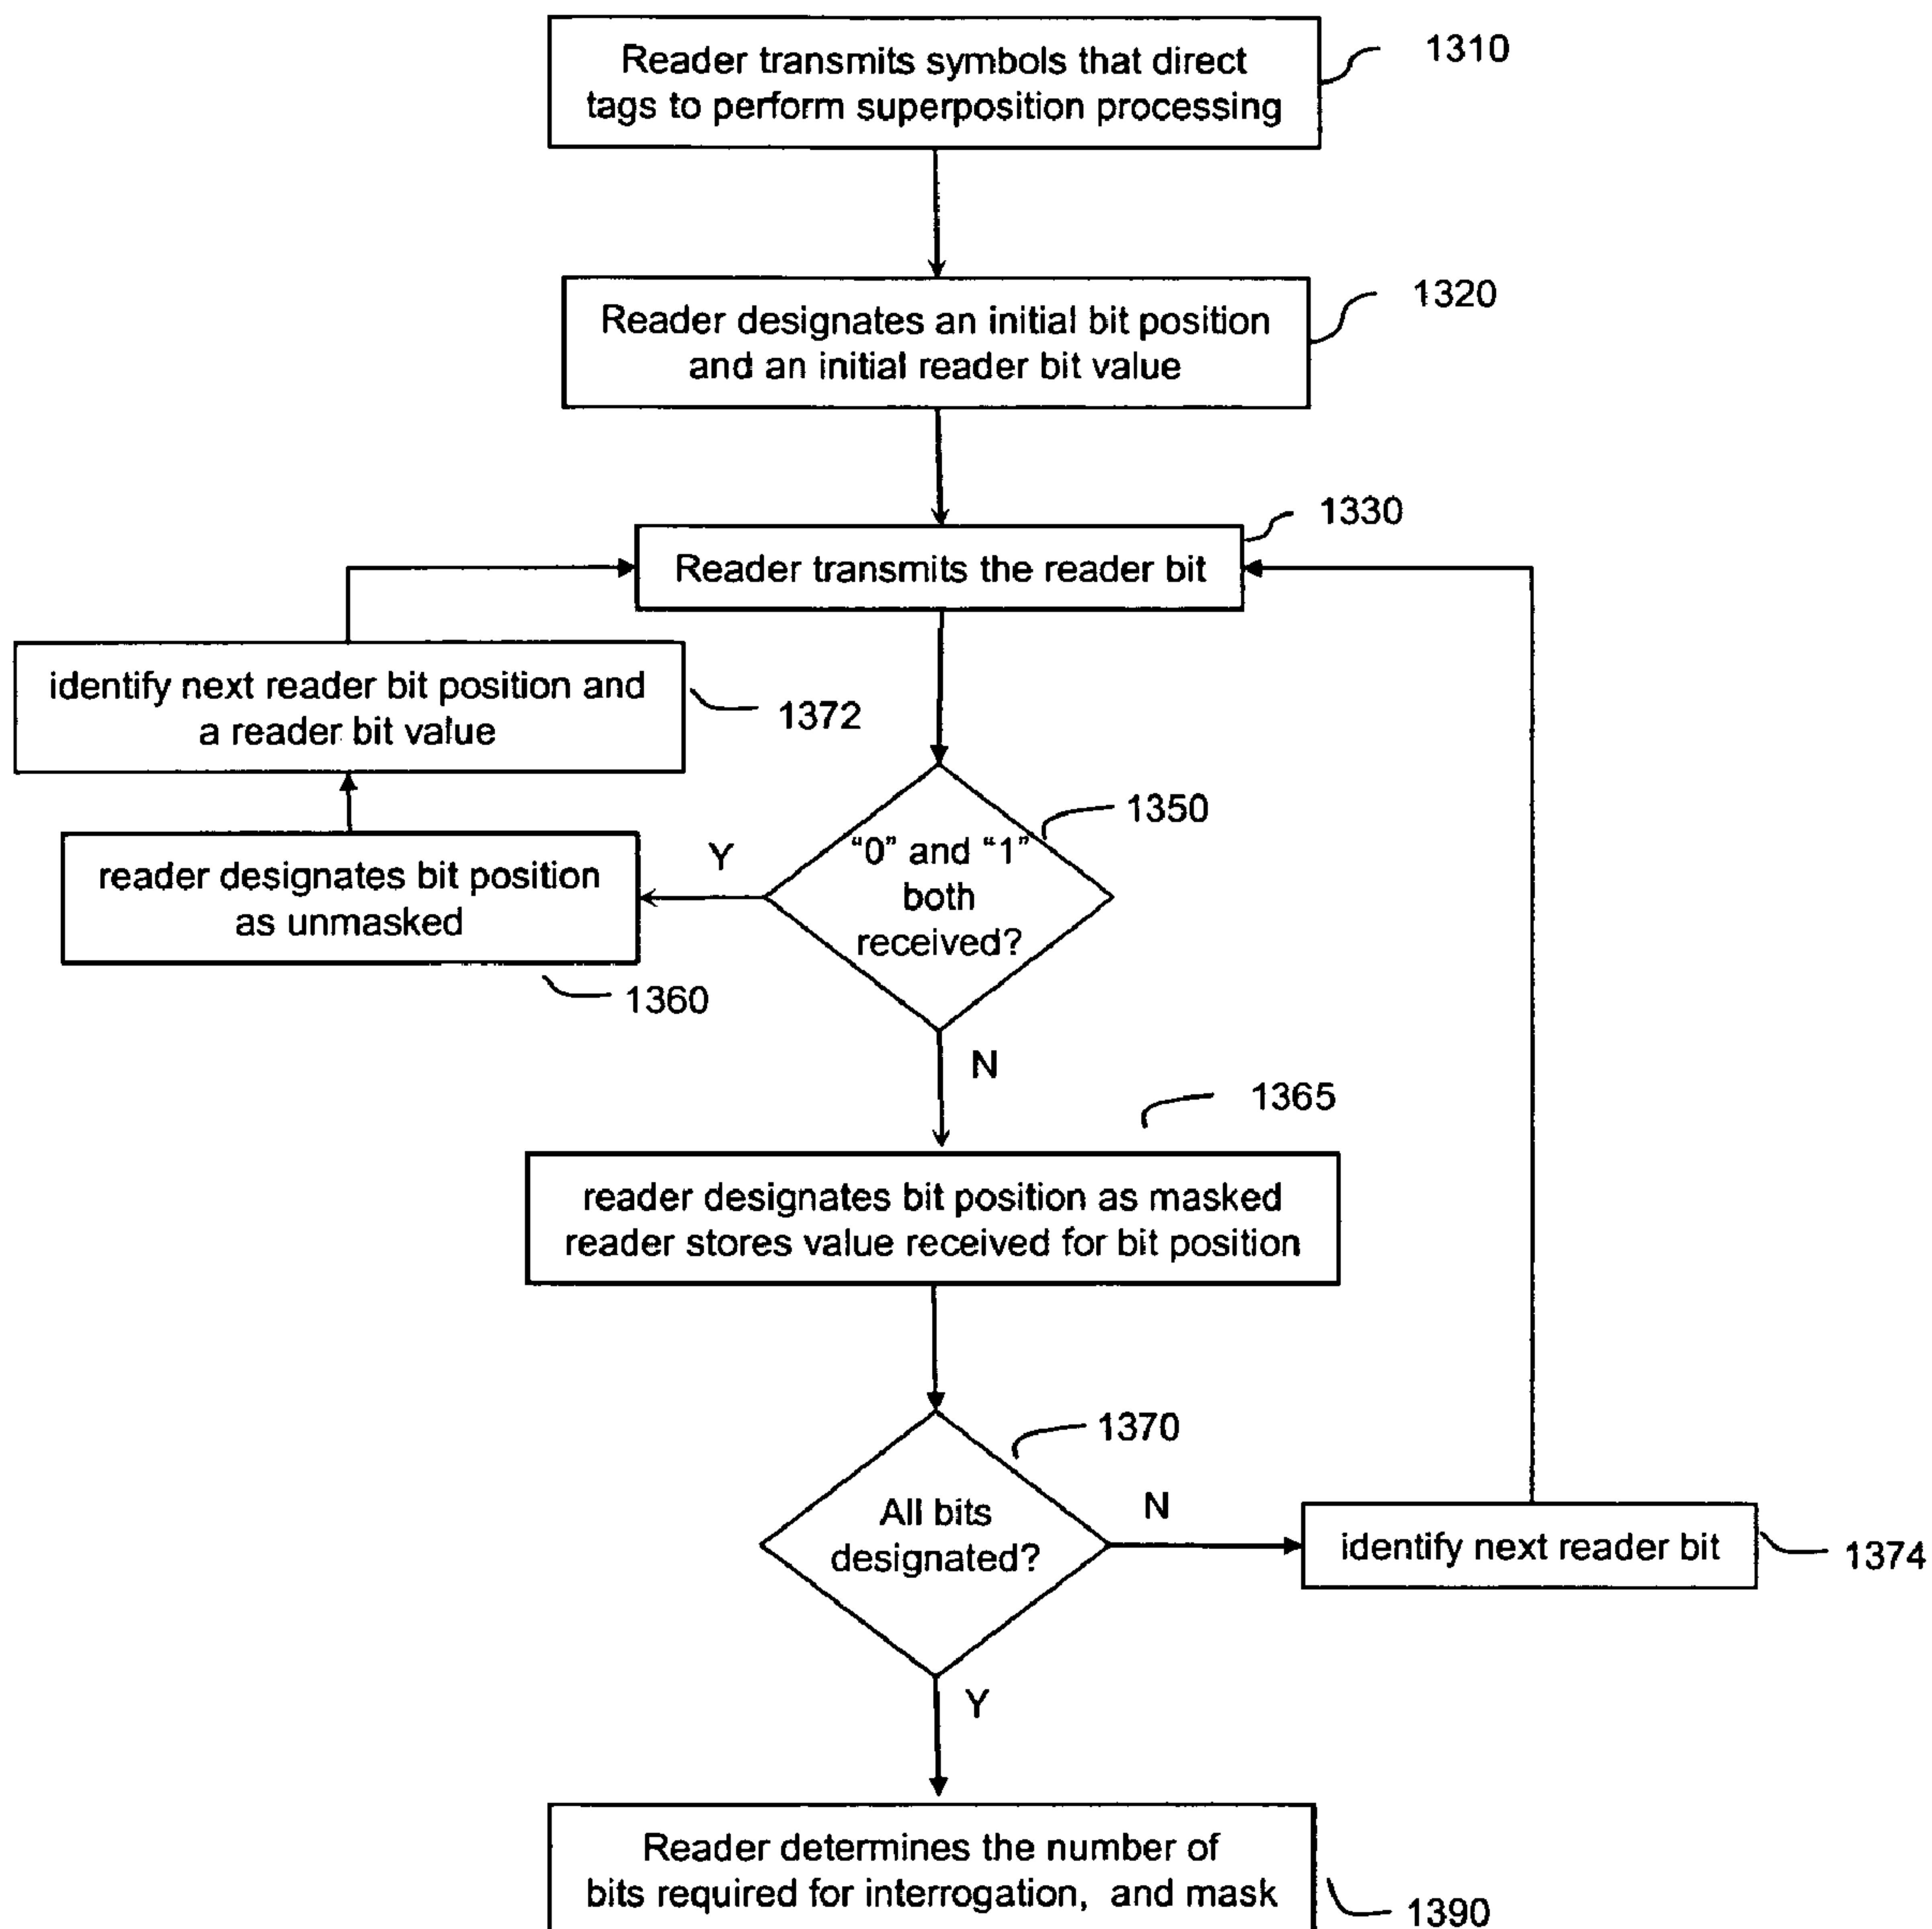 Reader transmits symbols that direct
tags to perform superposition processing
1310
Reader designates an initial bit position
and an initial reader bit value
1320
Reader transmits the reader bit
1330
identify next reader bit position and
a reader bit value
1372
"0" and "1"
both
received?
1350
Y
reader designates bit position
as unmasked
1360
N
1365
reader designates bit position as masked
reader stores value received for bit position
1370
All bits
designated?
N
identify next reader bit
1374
Y
Reader determines the number of
bits required for interrogation, and mask
1390